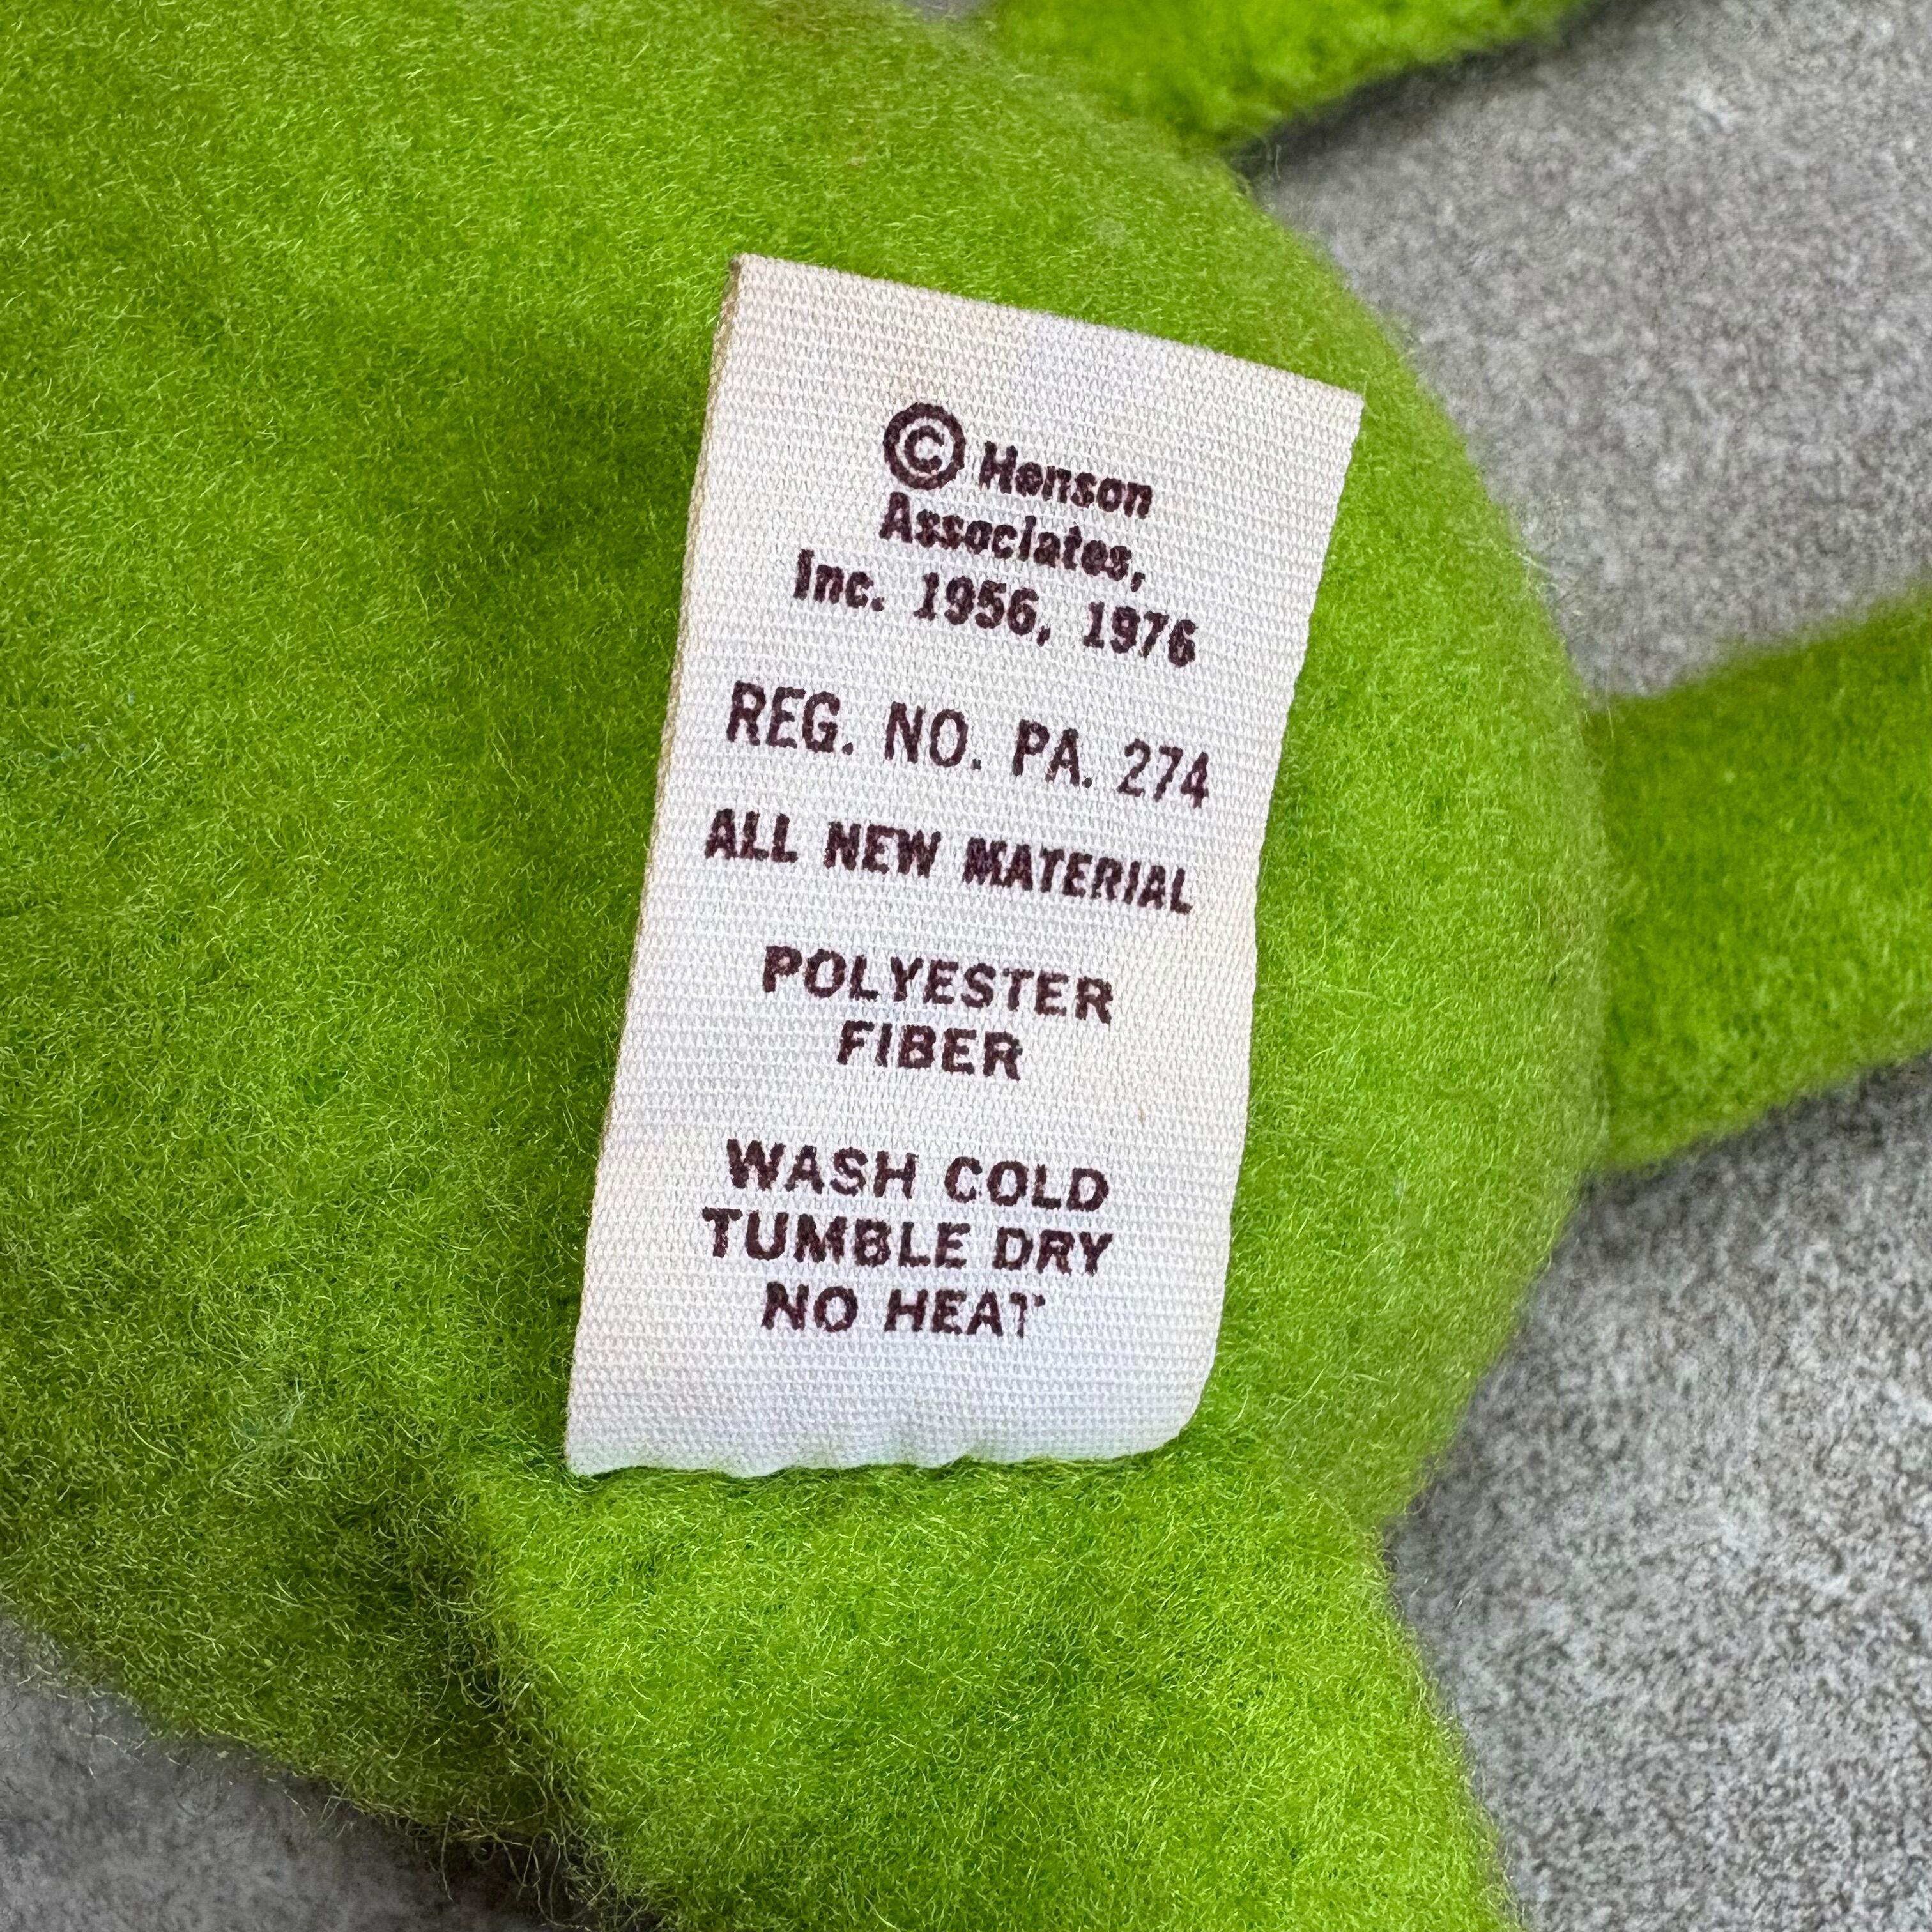 © Henson
Associates,
Inc. 1956, 1976
REG. NO. PA. 274
ALL NEW MATERIAL
POLYESTER
FIBER
WASH COLD
TUMBLE DRY
NO HEAT